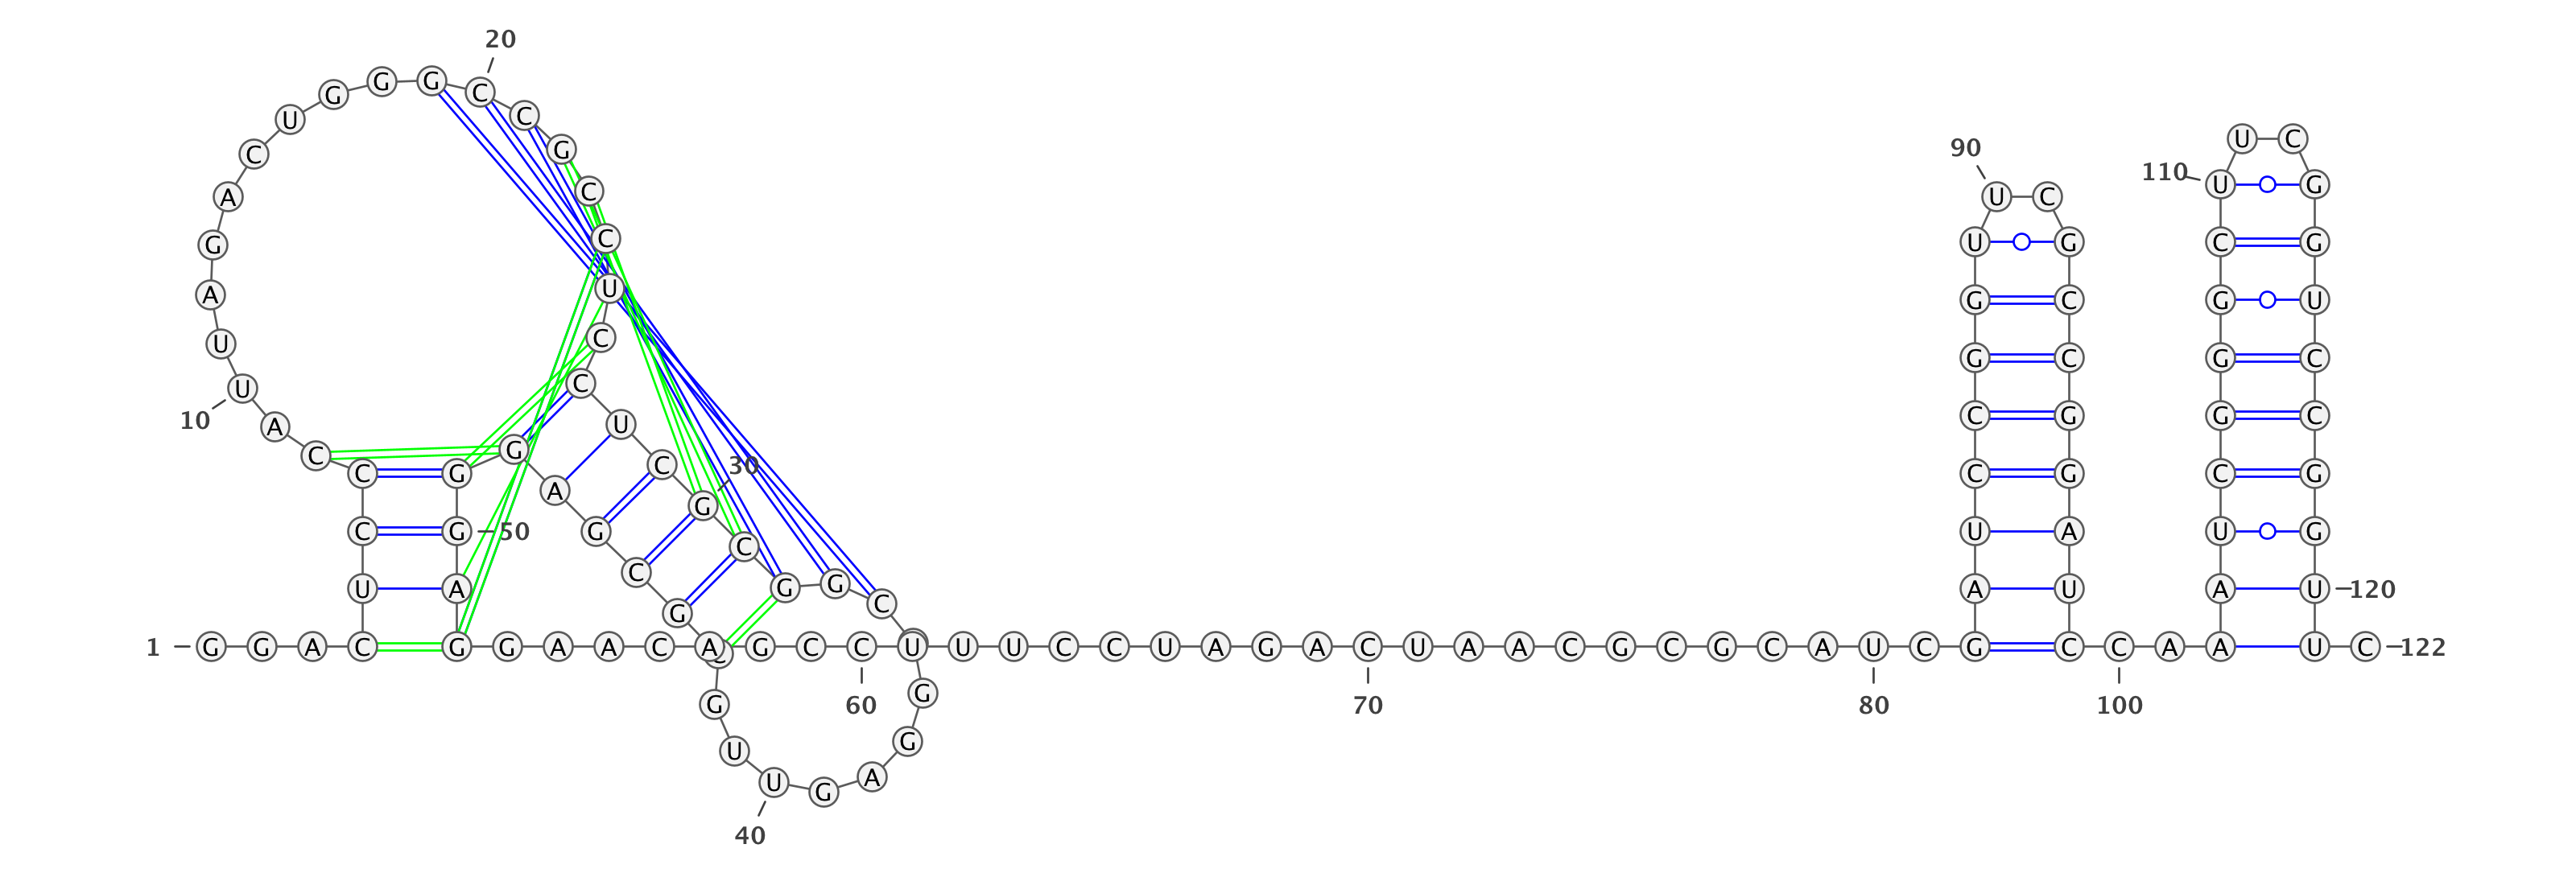 1
G G A C U C C C A U
10
U A G A C U G G G C
20
C G C C U C C U C G
30
C G G C
G G A G U
40
U G C G C G A G G G
50
A G G A A C A G C C
60
U U U C C U A G A C
70
U A A C G C G C A U
80
C G A U C C G G U U
90
C G C C G G A U C C
100
A A A U C G G G C U
110
U C G G U C C G G U
120
U C
122